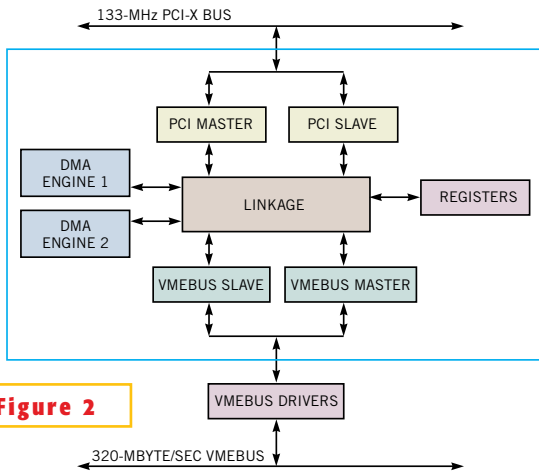 133-MHz PCI-X BUS
PCI MASTER
PCI SLAVE
DMA
ENGINE 1
LINKAGE
REGISTERS
DMA
ENGINE 2
VMEBUS SLAVE
VMEBUS MASTER
VMEBUS DRIVERS
Figure 2
320-MBYTE/SEC VMEBUS